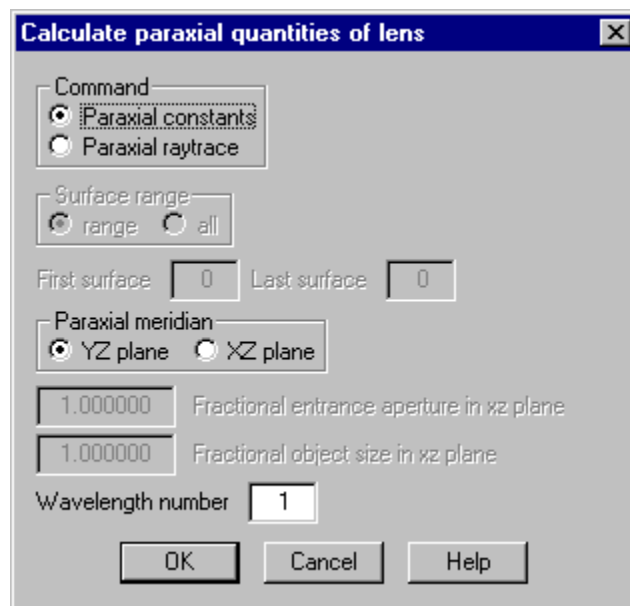 Calculate paraxial quantities of lens
Command
Paraxial constants
Paraxial raytrace
Surface range
range all
First surface 0 Last surface 0
Paraxial meridian
YZ plane XZ plane
1.000000 Fractional entrance aperture in xz plane
1.000000 Fractional object size in xz plane
Wavelength number 1
OK Cancel Help